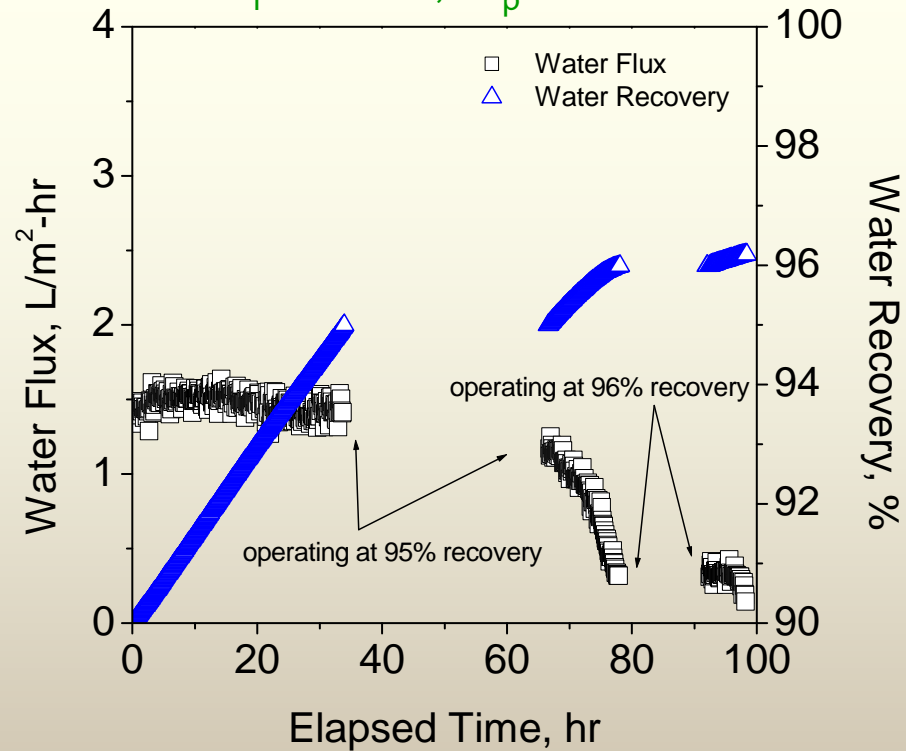 Water Flux
Water Recovery
Water Flux, L/m²-hr
4
3
2
1
0
100
98
96
94
92
90
Water Recovery, %
operating at 96% recovery
operating at 95% recovery
0 20 40 60 80 100
Elapsed Time, hr